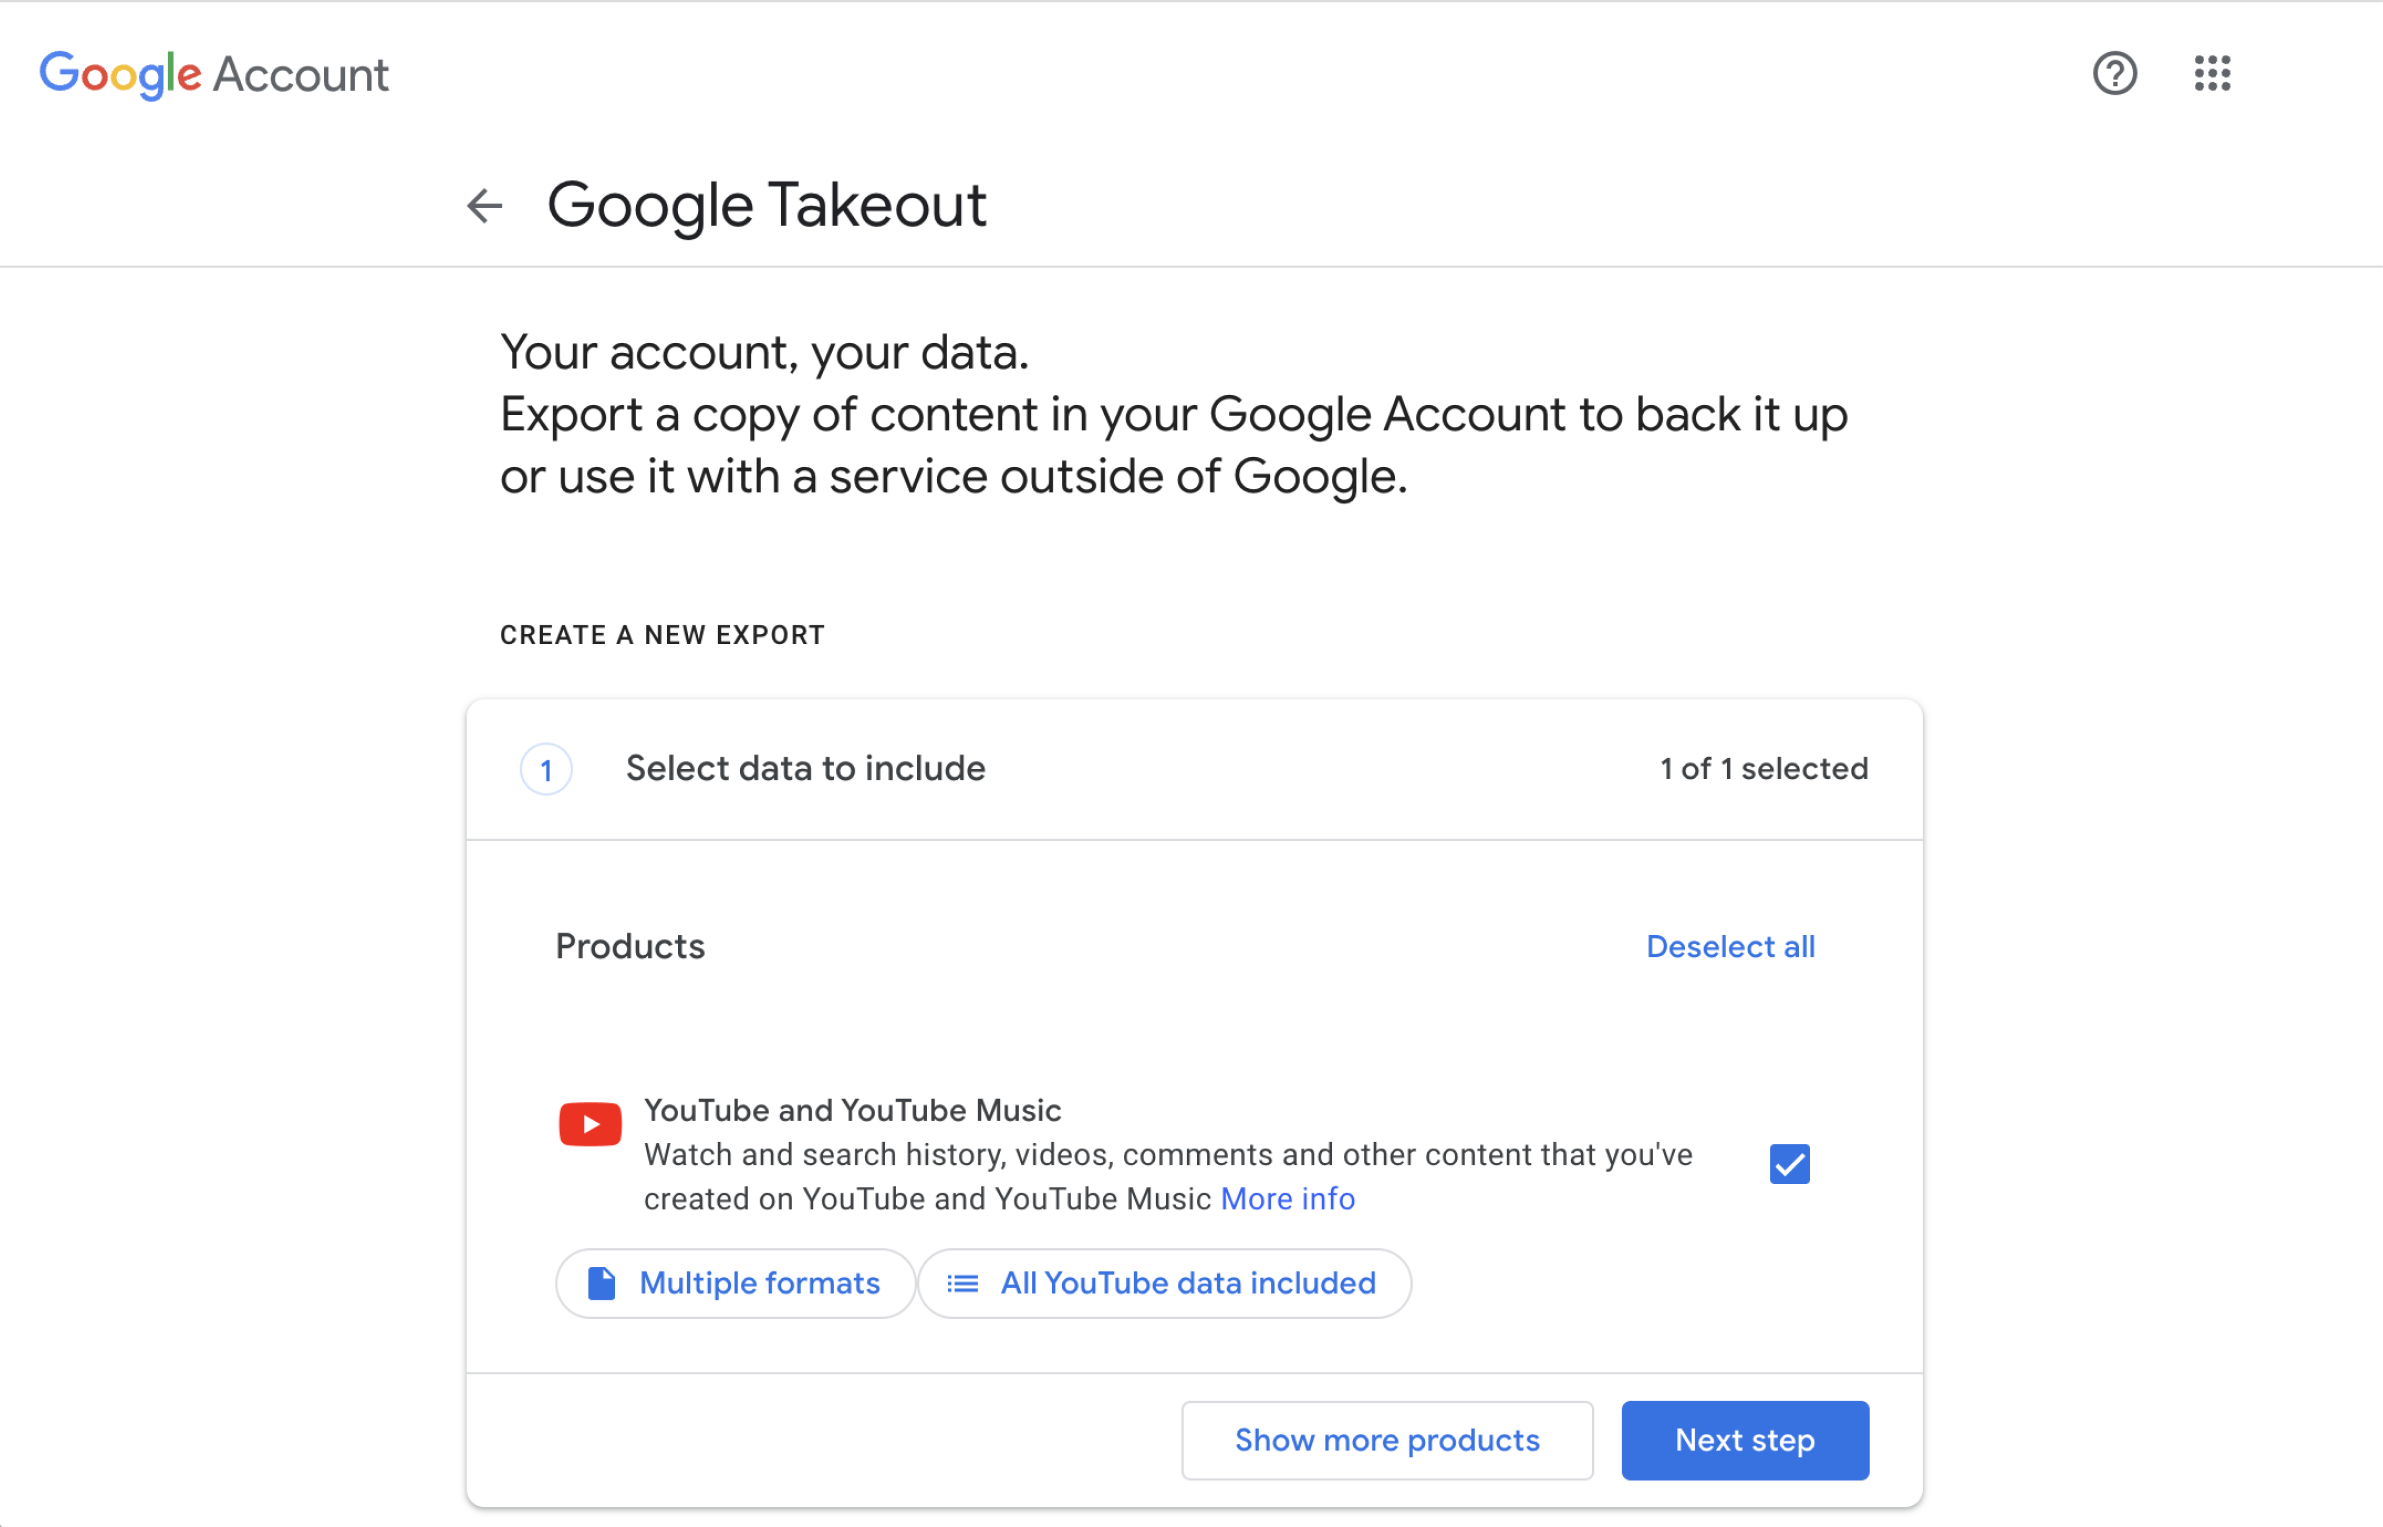 Google Account
Google Takeout
Your account, your data.
Export a copy of content in your Google Account to back it up
or use it with a service outside of Google.
CREATE A NEW EXPORT
1 Select data to include 1 of 1 selected
Products Deselect all
YouTube and YouTube Music
Watch and search history, videos, comments and other content that you've
created on YouTube and YouTube Music More info
Multiple formats All YouTube data included
Show more products Next step